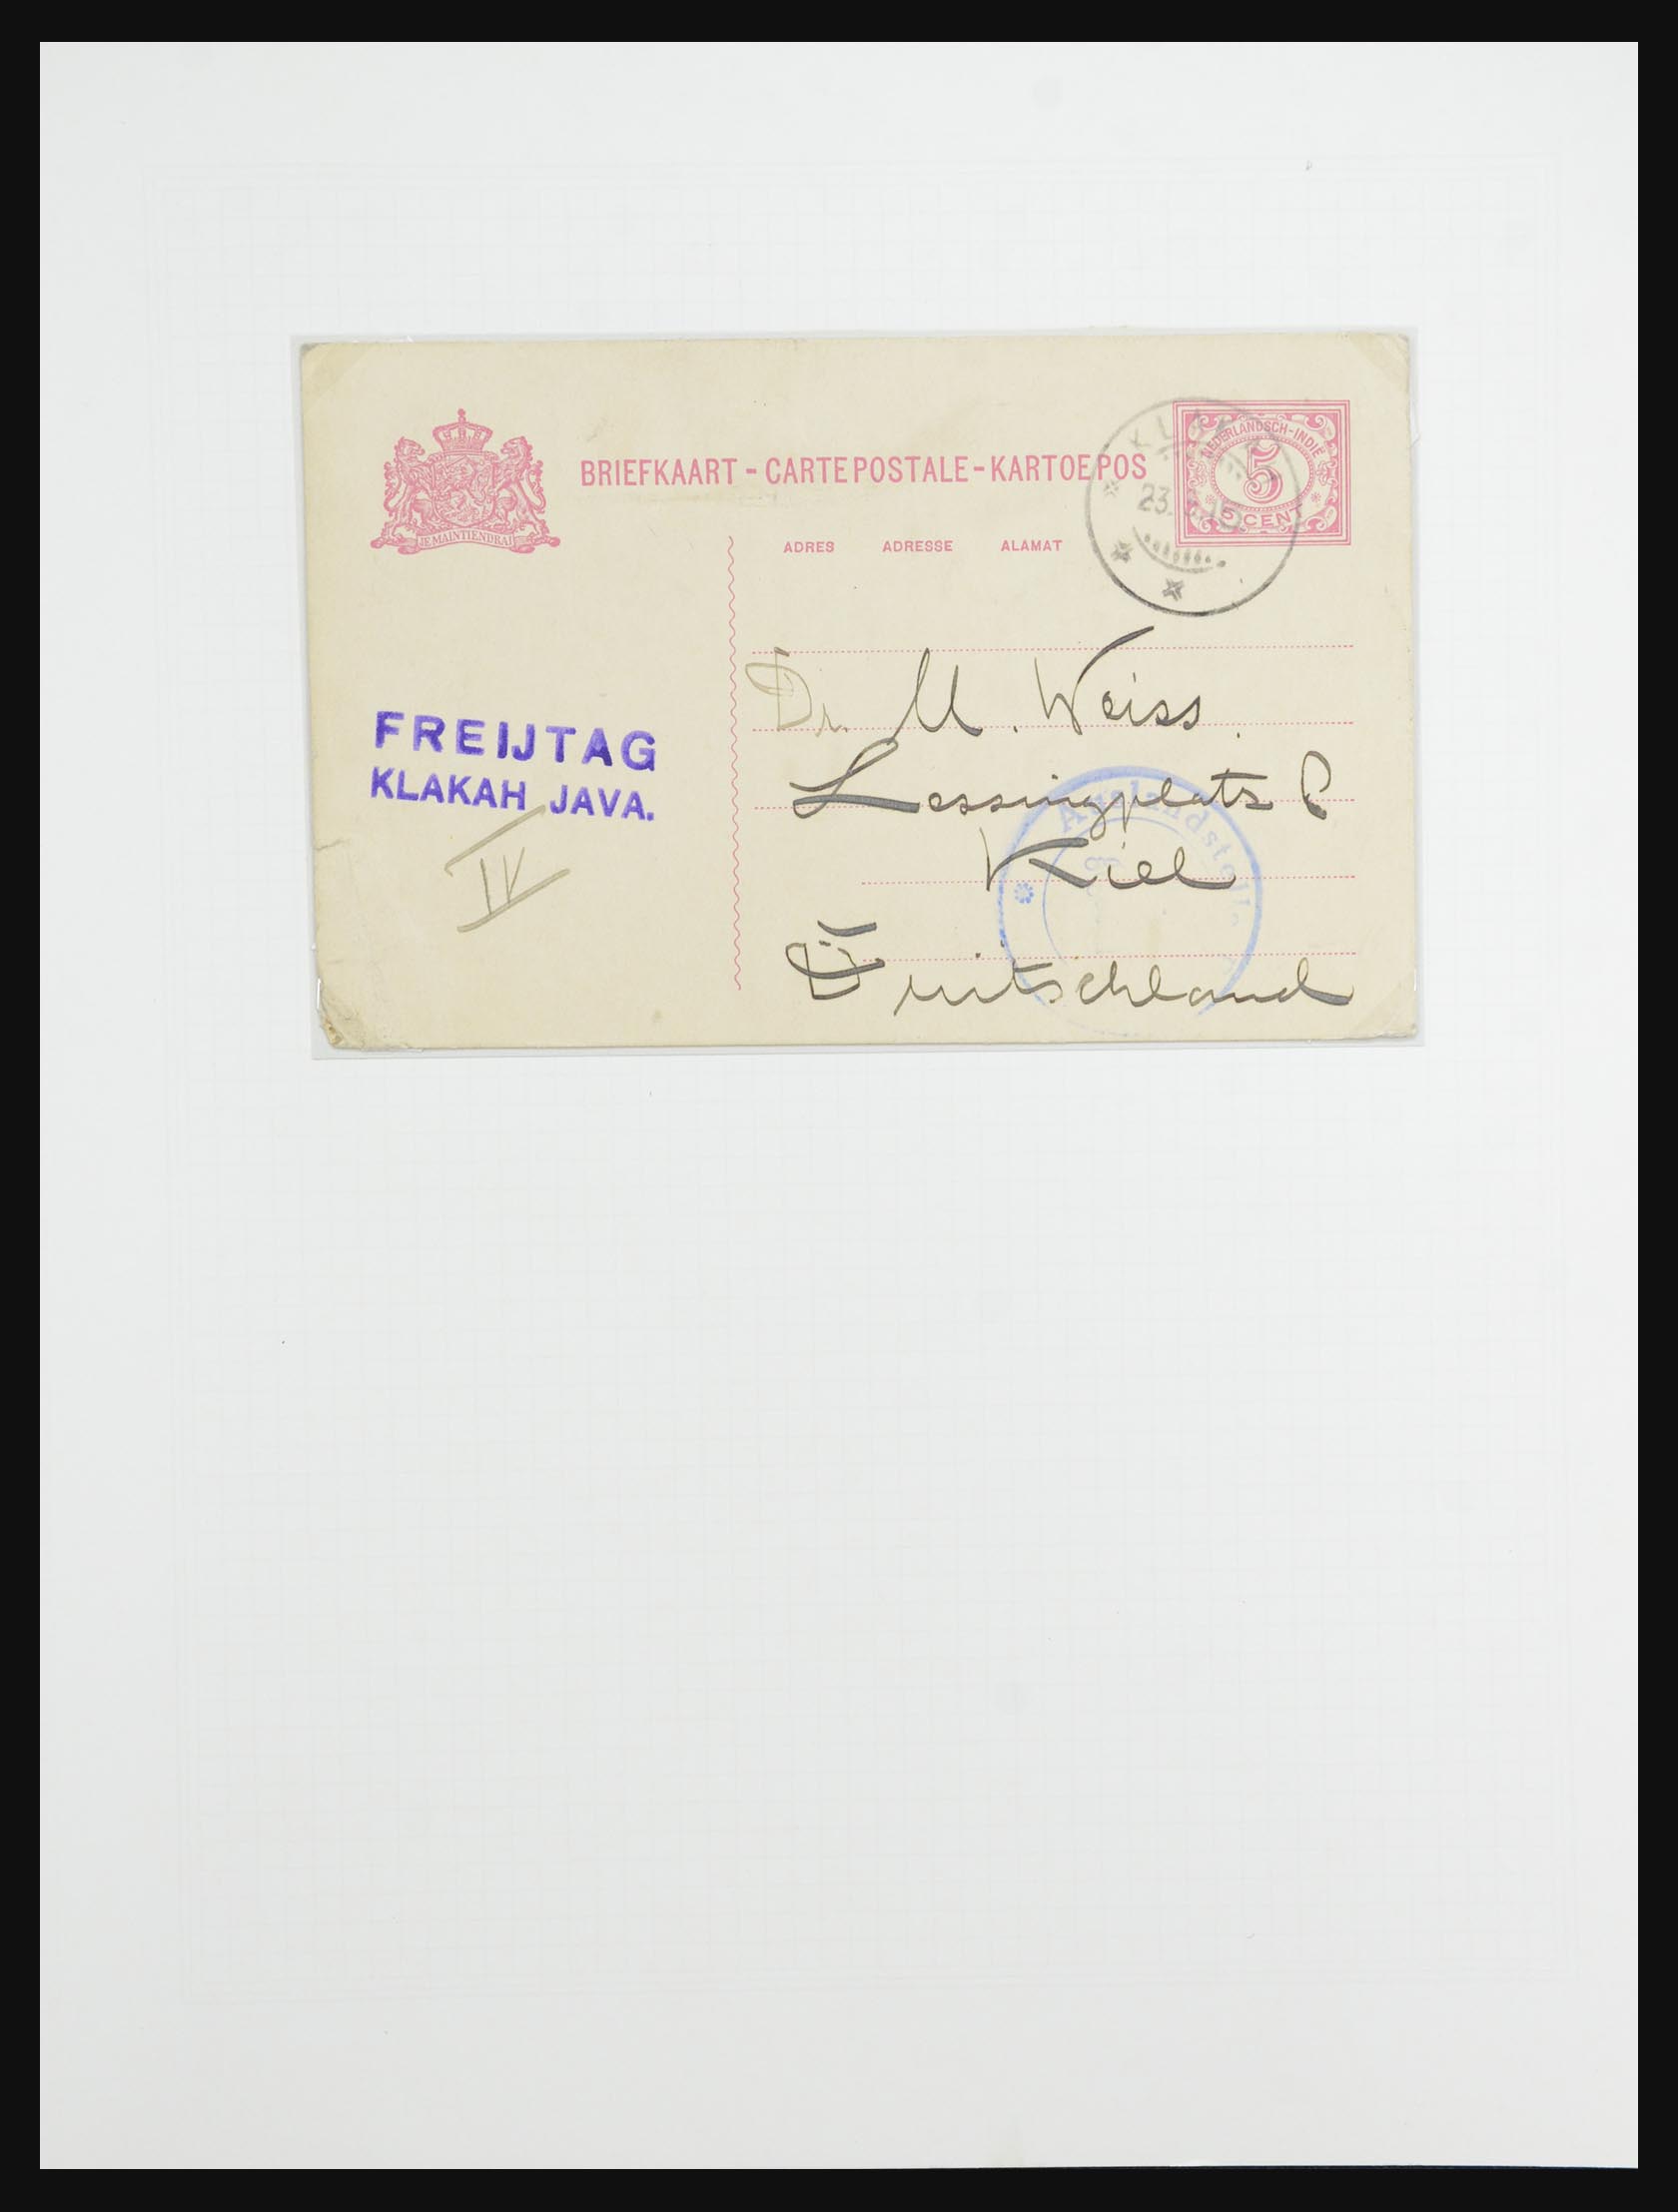 BRIEFKAART - CARTE POSTALE - KARTOE POS
JE MAINTIENDRAI
NEDERLANDSCH-INDIE
5
5 CENT
23.
ADRES ADRESSE ALAMAT
Dr. M. Weiss
Lessingplatz
Kiel
Deutschland
FREIJTAG
KLAKAH JAVA.
IV
Auslandstelle